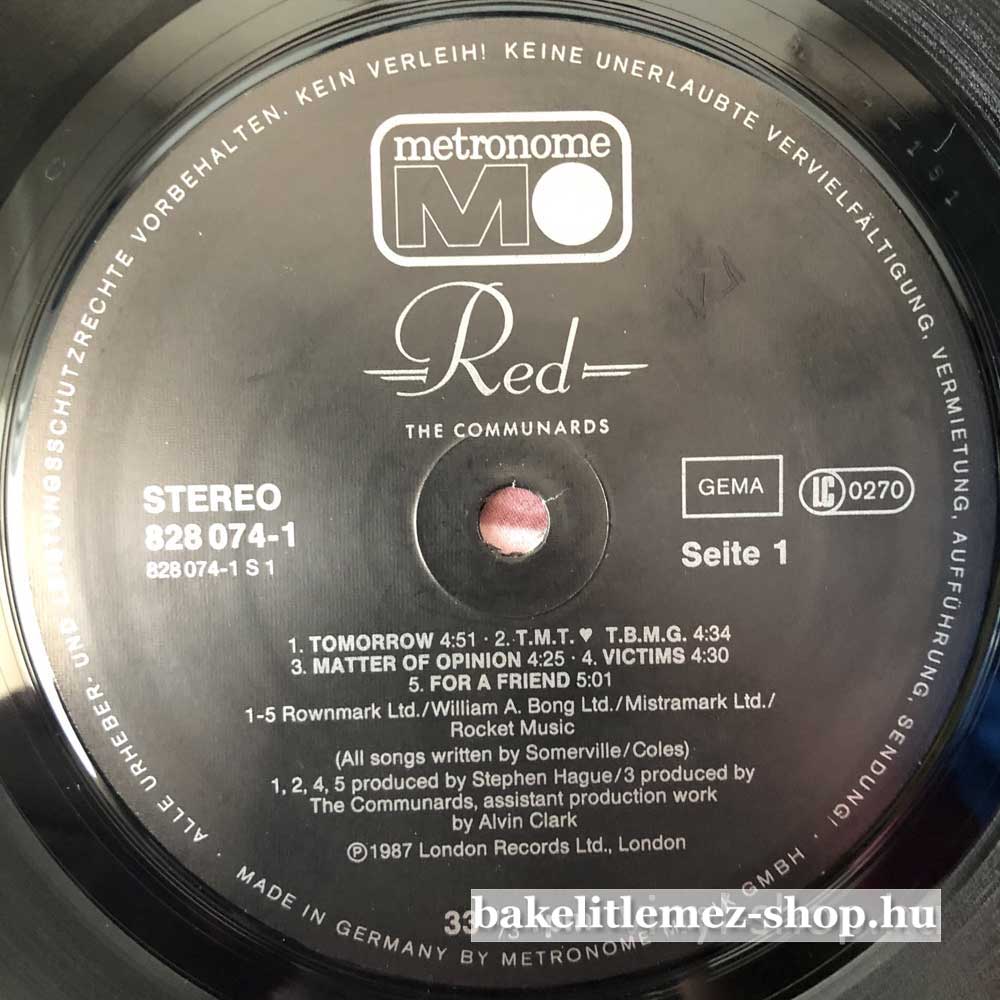 ALLE URHEBER- UND LEISTUNGSSCHUTZRECHTE VORBEHALTEN. KEIN VERLEIH! KEINE UNERLAUBTE VERVIELFÄLTIGUNG, VERMIETUNG, AUFFÜHRUNG, SENDUNG!
metronome
MO
Red
THE COMMUNARDS
STEREO
828 074-1
828 074-1 S 1
GEMA
LC 0270
Seite 1
1. TOMORROW 4:51 · 2. T.M.T. ♥ T.B.M.G. 4:34
3. MATTER OF OPINION 4:25 · 4. VICTIMS 4:30
5. FOR A FRIEND 5:01
1-5 Rownmark Ltd./William A. Bong Ltd./Mistramark Ltd./
Rocket Music
(All songs written by Somerville/Coles)
1, 2, 4, 5 produced by Stephen Hague/3 produced by
The Communards, assistant production work
by Alvin Clark
Ⓟ 1987 London Records Ltd., London
33
MADE IN GERMANY BY METRONOME GMBH
bakelitlemez-shop.hu